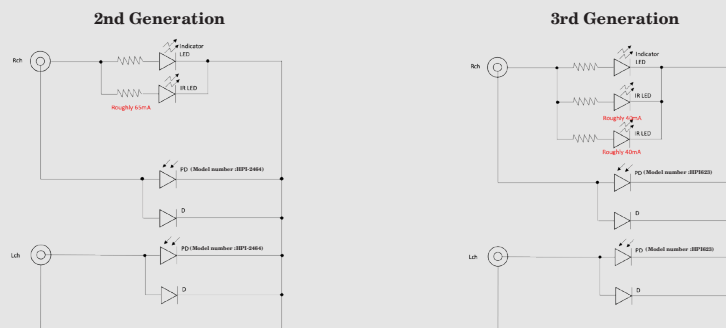 2nd Generation
Rch
Indicator
LED
IR LED
Roughly 65mA
PD (Model number :HPI-2464)
D
Lch
PD (Model number :HPI-2464)
D
3rd Generation
Rch
Indicator
LED
IR LED
Roughly 40mA
IR LED
Roughly 40mA
PD (Model number :HPI623)
D
Lch
PD (Model number :HPI623)
D